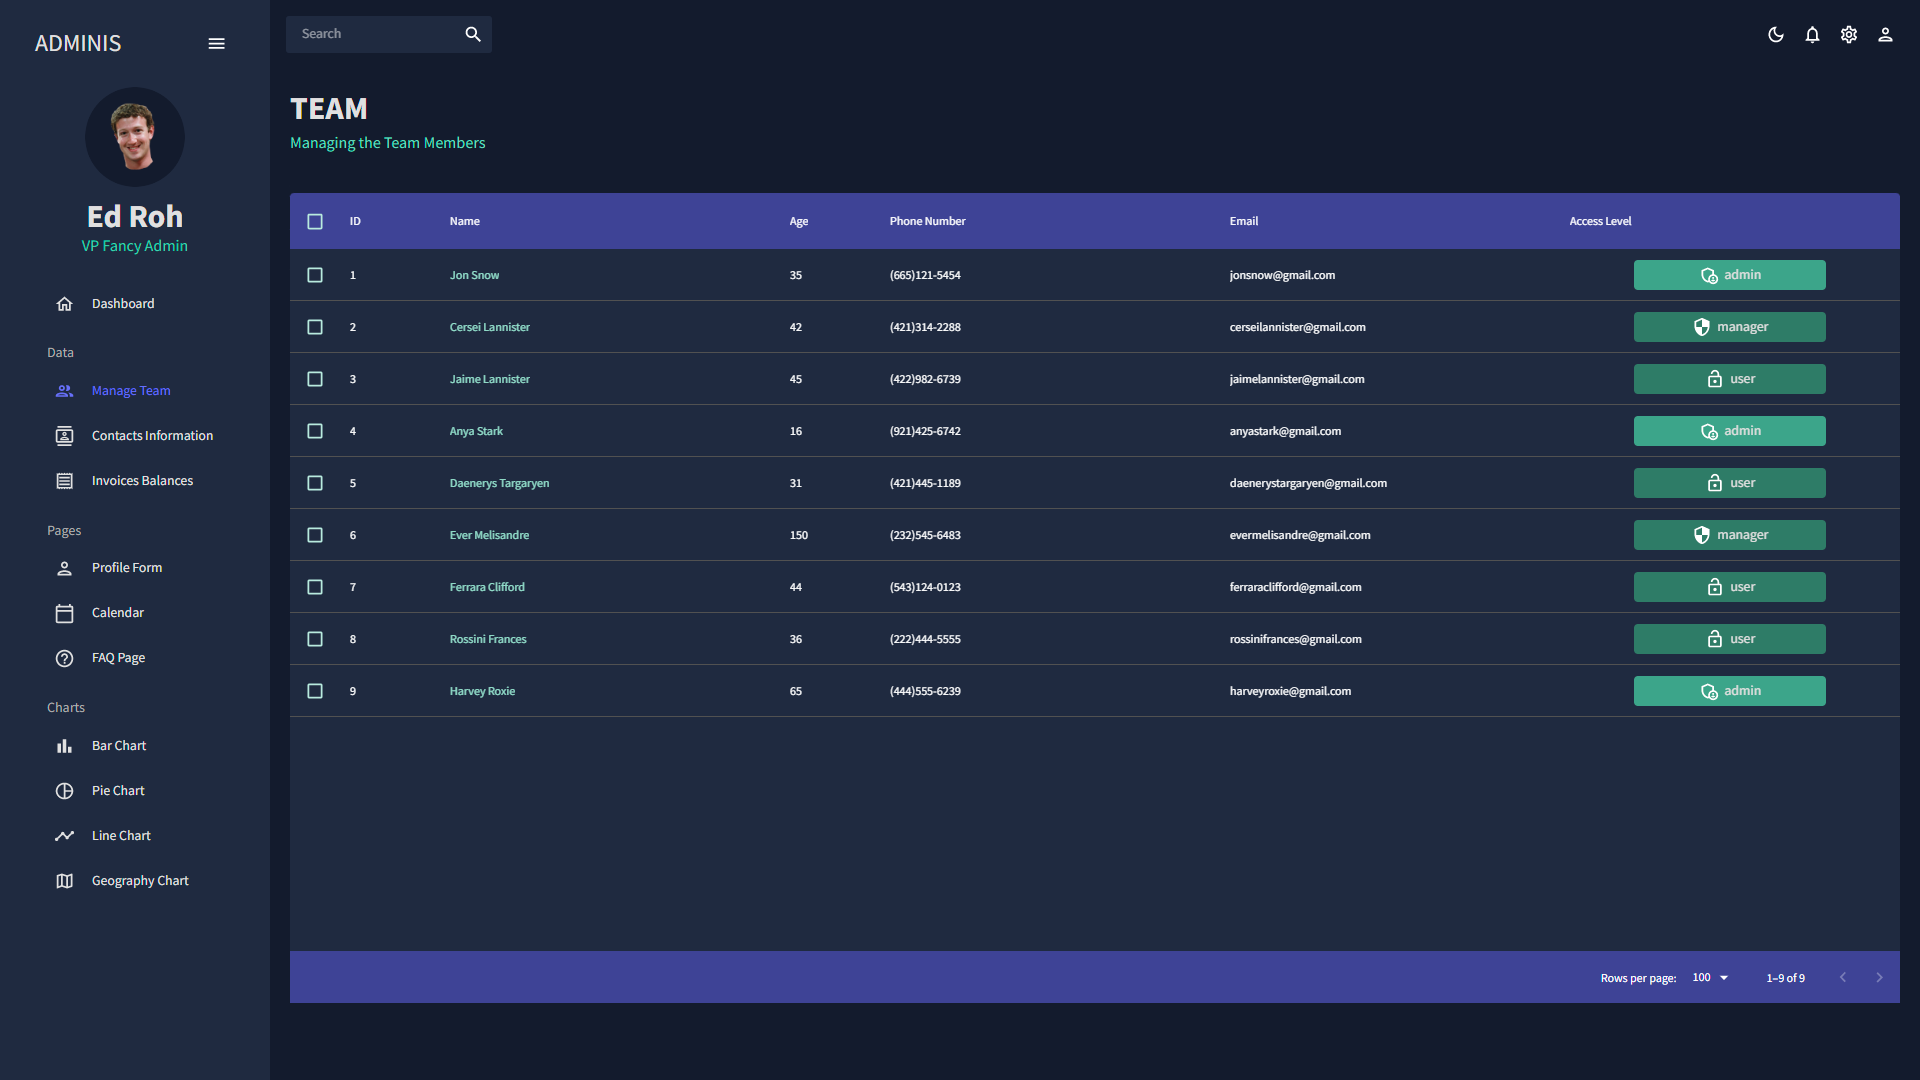 ADMINIS
Ed Roh
VP Fancy Admin
Dashboard
Data
Manage Team
Contacts Information
Invoices Balances
Pages
Profile Form
Calendar
FAQ Page
Charts
Bar Chart
Pie Chart
Line Chart
Geography Chart
Search
TEAM
Managing the Team Members
ID Name Age Phone Number Email Access Level
1 Jon Snow 35 (665)121-5454 jonsnow@gmail.com admin
2 Cersei Lannister 42 (421)314-2288 cerseilannister@gmail.com manager
3 Jaime Lannister 45 (422)982-6739 jaimelannister@gmail.com user
4 Anya Stark 16 (921)425-6742 anyastark@gmail.com admin
5 Daenerys Targaryen 31 (421)445-1189 daenerystargaryen@gmail.com user
6 Ever Melisandre 150 (232)545-6483 evermelisandre@gmail.com manager
7 Ferrara Clifford 44 (543)124-0123 ferraraclifford@gmail.com user
8 Rossini Frances 36 (222)444-5555 rossinifrances@gmail.com user
9 Harvey Roxie 65 (444)555-6239 harveyroxie@gmail.com admin
Rows per page: 100 1–9 of 9